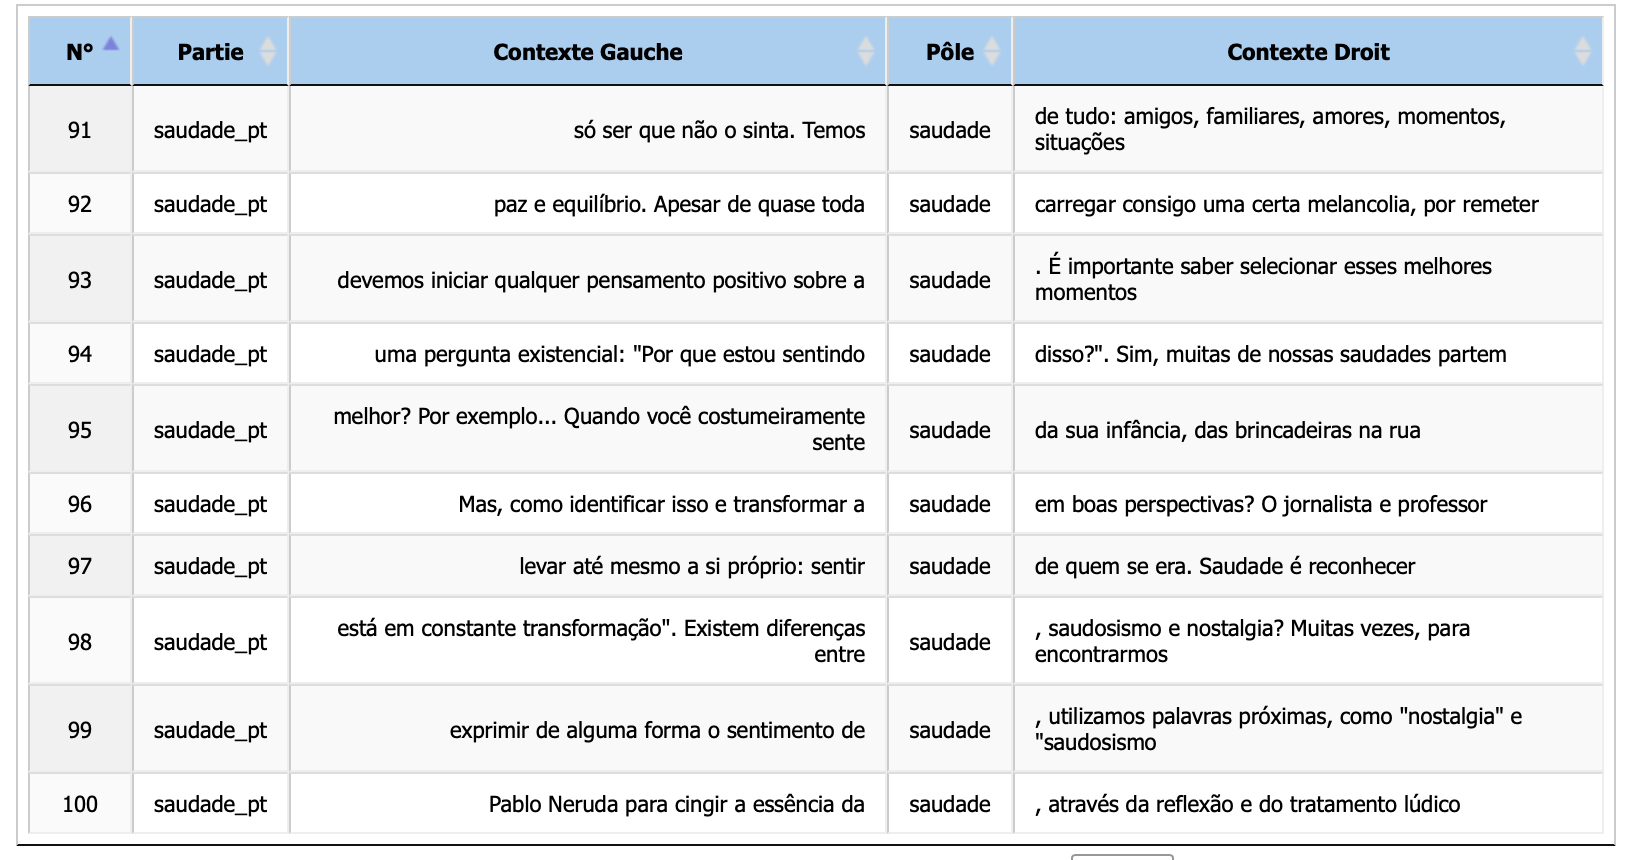 N° Partie Contexte Gauche Pôle Contexte Droit
91 saudade_pt só ser que não o sinta. Temos saudade de tudo: amigos, familiares, amores, momentos,
situações
92 saudade_pt paz e equilíbrio. Apesar de quase toda saudade carregar consigo uma certa melancolia, por remeter
93 saudade_pt devemos iniciar qualquer pensamento positivo sobre a saudade . É importante saber selecionar esses melhores
momentos
94 saudade_pt uma pergunta existencial: "Por que estou sentindo saudade disso?". Sim, muitas de nossas saudades partem
95 saudade_pt melhor? Por exemplo... Quando você costumeiramente
sente saudade da sua infância, das brincadeiras na rua
96 saudade_pt Mas, como identificar isso e transformar a saudade em boas perspectivas? O jornalista e professor
97 saudade_pt levar até mesmo a si próprio: sentir saudade de quem se era. Saudade é reconhecer
98 saudade_pt está em constante transformação". Existem diferenças
entre saudade , saudosismo e nostalgia? Muitas vezes, para
encontrarmos
99 saudade_pt exprimir de alguma forma o sentimento de saudade , utilizamos palavras próximas, como "nostalgia" e
"saudosismo
100 saudade_pt Pablo Neruda para cingir a essência da saudade , através da reflexão e do tratamento lúdico